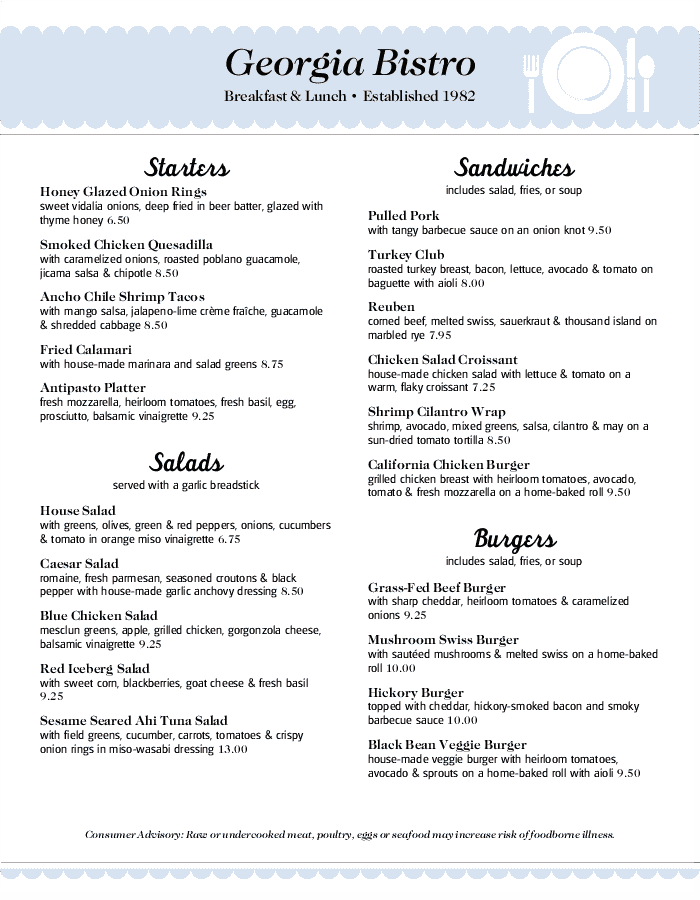 Georgia Bistro
Breakfast & Lunch • Established 1982
Starters
Honey Glazed Onion Rings
sweet vidalia onions, deep fried in beer batter, glazed with
thyme honey 6.50
Smoked Chicken Quesadilla
with caramelized onions, roasted poblano guacamole,
jicama salsa & chipotle 8.50
Ancho Chile Shrimp Tacos
with mango salsa, jalapeno-lime crème fraîche, guacamole
& shredded cabbage 8.50
Fried Calamari
with house-made marinara and salad greens 8.75
Antipasto Platter
fresh mozzarella, heirloom tomatoes, fresh basil, egg,
prosciutto, balsamic vinaigrette 9.25
Salads
served with a garlic breadstick
House Salad
with greens, olives, green & red peppers, onions, cucumbers
& tomato in orange miso vinaigrette 6.75
Caesar Salad
romaine, fresh parmesan, seasoned croutons & black
pepper with house-made garlic anchovy dressing 8.50
Blue Chicken Salad
mesclun greens, apple, grilled chicken, gorgonzola cheese,
balsamic vinaigrette 9.25
Red Iceberg Salad
with sweet corn, blackberries, goat cheese & fresh basil
9.25
Sesame Seared Ahi Tuna Salad
with field greens, cucumber, carrots, tomatoes & crispy
onion rings in miso-wasabi dressing 13.00
Sandwiches
includes salad, fries, or soup
Pulled Pork
with tangy barbecue sauce on an onion knot 9.50
Turkey Club
roasted turkey breast, bacon, lettuce, avocado & tomato on
baguette with aioli 8.00
Reuben
corned beef, melted swiss, sauerkraut & thousand island on
marbled rye 7.95
Chicken Salad Croissant
house-made chicken salad with lettuce & tomato on a
warm, flaky croissant 7.25
Shrimp Cilantro Wrap
shrimp, avocado, mixed greens, salsa, cilantro & may on a
sun-dried tomato tortilla 8.50
California Chicken Burger
grilled chicken breast with heirloom tomatoes, avocado,
tomato & fresh mozzarella on a home-baked roll 9.50
Burgers
includes salad, fries, or soup
Grass-Fed Beef Burger
with sharp cheddar, heirloom tomatoes & caramelized
onions 9.25
Mushroom Swiss Burger
with sautéed mushrooms & melted swiss on a home-baked
roll 10.00
Hickory Burger
topped with cheddar, hickory-smoked bacon and smoky
barbecue sauce 10.00
Black Bean Veggie Burger
house-made veggie burger with heirloom tomatoes,
avocado & sprouts on a home-baked roll with aioli 9.50
Consumer Advisory: Raw or undercooked meat, poultry, eggs or seafood may increase risk of foodborne illness.